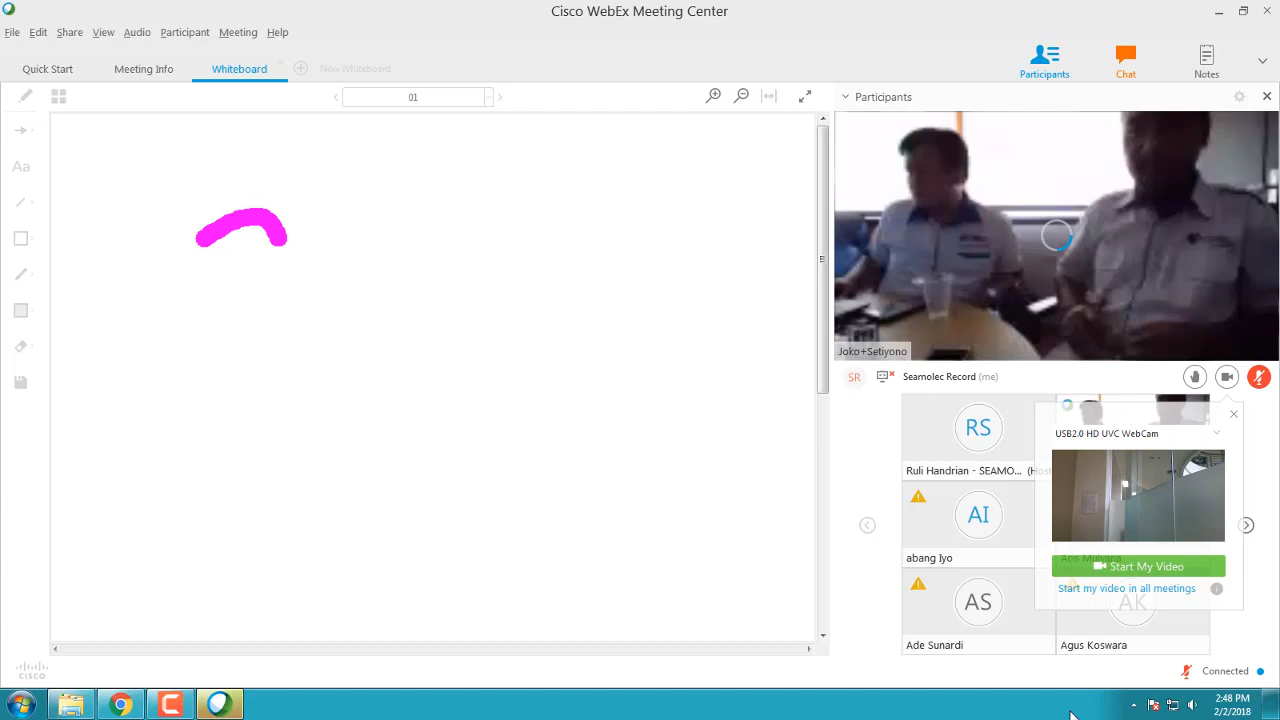 Cisco WebEx Meeting Center
File Edit Share View Audio Participant Meeting Help
Quick Start Meeting Info Whiteboard New Whiteboard
Participants Chat Notes
01
Participants
Aa
Joko+Setiyono
SR Seamolec Record (me)
RS
Ruli Handrian - SEAMO... (Host
USB2.0 HD UVC WebCam
AI
abang Iyo
Acis Mulyana
Start My Video
Start my video in all meetings
AS
AK
Ade Sunardi
Agus Koswara
cisco
Connected
2:48 PM
2/2/2018